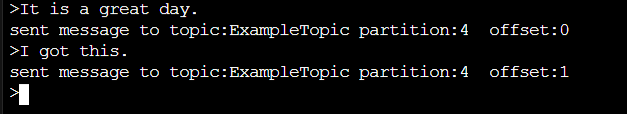 >It is a great day.
sent message to topic:ExampleTopic partition:4  offset:0
>I got this.
sent message to topic:ExampleTopic partition:4  offset:1
>